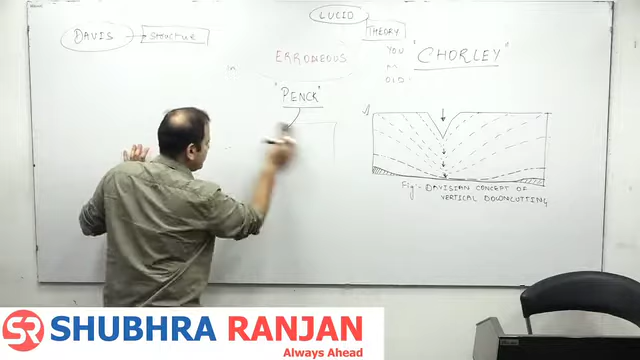 LUCID
DAVIS → Structure
THEORY
ERRONEOUS
YOU
AS
OLD
"CHORLEY"
'PENCK'
Fig:- DAVISIAN CONCEPT OF
VERTICAL DOWNCUTTING
SR SHUBHRA RANJAN
Always Ahead